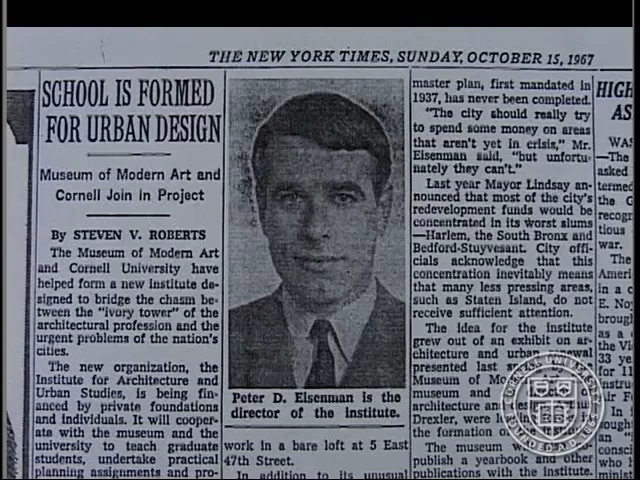 THE NEW YORK TIMES, SUNDAY, OCTOBER 15, 1967
SCHOOL IS FORMED
FOR URBAN DESIGN
Museum of Modern Art and
Cornell Join in Project
By STEVEN V. ROBERTS
The Museum of Modern Art
and Cornell University have
helped form a new institute de-
signed to bridge the chasm be-
tween the "ivory tower" of the
architectural profession and the
urgent problems of the nation's
cities.
The new organization, the
Institute for Architecture and
Urban Studies, is being fin-
anced by private foundations
and individuals. It will cooper-
ate with the museum and the
university to teach graduate
students, undertake practical
planning assignments and pro-
Peter D. Eisenman is the
director of the institute.
work in a bare loft at 5 East
47th Street.
In addition to its unusual
master plan, first mandated in
1937, has never been completed.
"The city should really try
to spend some money on areas
that aren't yet in crisis," Mr.
Eisenman said, "but unfortu-
nately they can't."
Last year Mayor Lindsay an-
nounced that most of the city's
redevelopment funds would be
concentrated in its worst slums
—Harlem, the South Bronx and
Bedford-Stuyvesant. City offi-
cials acknowledge that this
concentration inevitably means
that many less pressing areas,
such as Staten Island, do not
receive sufficient attention.
The idea for the institute
grew out of an exhibit on ar-
chitecture and urban
presented last
Museum of
museum and
architecture
Drexler, were
the formation
The museum
publish a yearbook and other
publications with the institute.
HIGH
AS
WAS
—The
asked
termed
the G
recogn
tious
war.
The
Americ
in a c
E. No
brough
as a
the Vi
33 ye
for 11